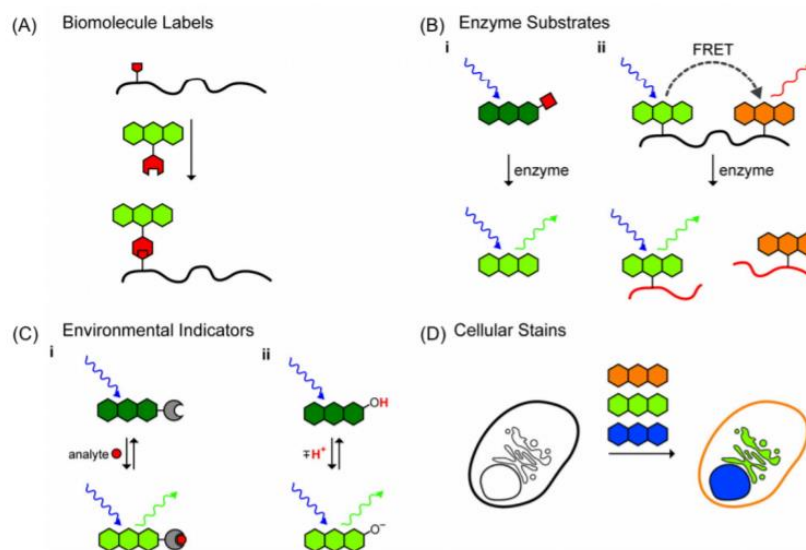 (A) Biomolecule Labels
(B) Enzyme Substrates
i
ii
FRET
enzyme
enzyme
(C) Environmental Indicators
i
ii
OH
analyte
∓H⁺
O⁻
(D) Cellular Stains